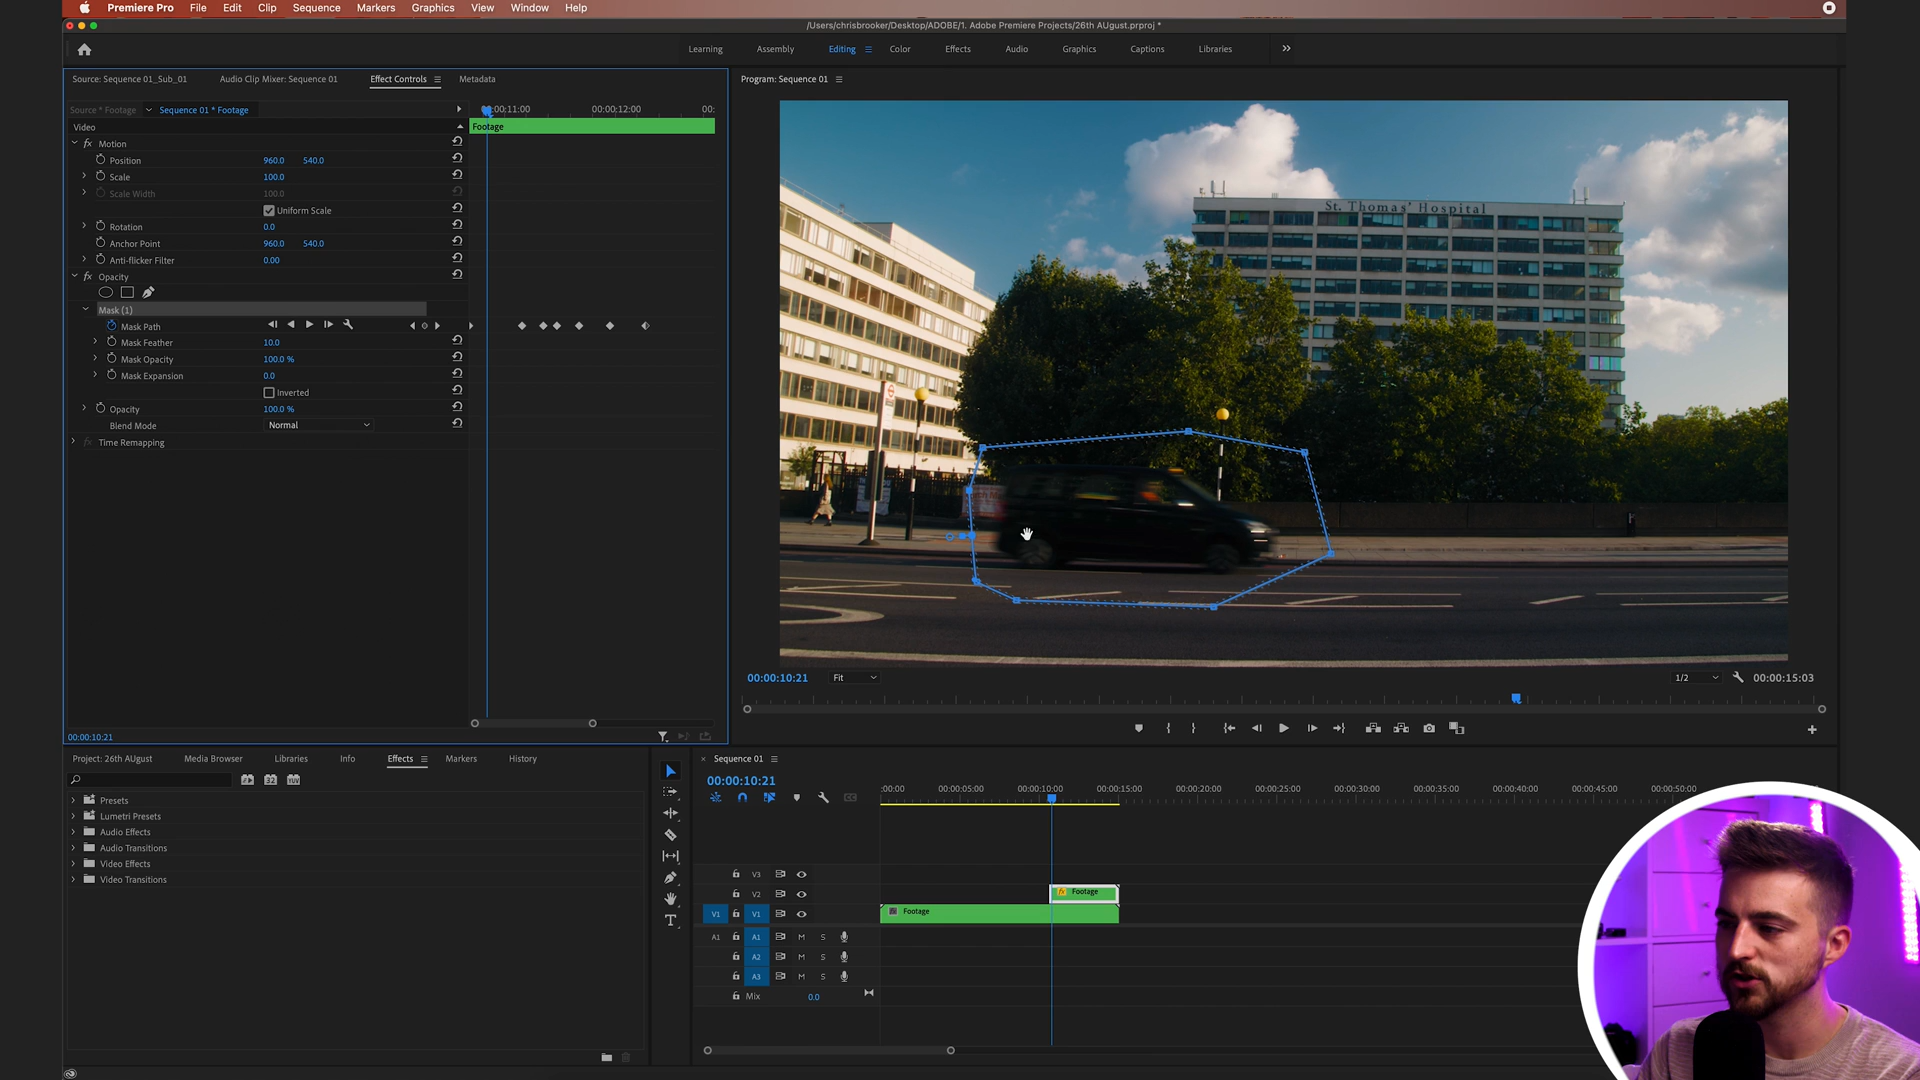 Premiere Pro File Edit Clip Sequence Markers Graphics View Window Help
/Users/chrisbrooker/Desktop/ADOBE/1. Adobe Premiere Projects/26th AUgust.prproj *
Learning Assembly Editing Color Effects Audio Graphics Captions Libraries
Source: Sequence 01_Sub_01 Audio Clip Mixer: Sequence 01 Effect Controls Metadata
Program: Sequence 01
Source * Footage Sequence 01 * Footage
00:00:11:00 00:00:12:00 00:
Video
Footage
Motion
Position 960.0 540.0
Scale 100.0
Scale Width 100.0
Uniform Scale
Rotation 0.0
Anchor Point 960.0 540.0
Anti-flicker Filter 0.00
Opacity
Mask (1)
Mask Path
Mask Feather 10.0
Mask Opacity 100.0 %
Mask Expansion 0.0
Inverted
Opacity 100.0 %
Blend Mode Normal
Time Remapping
00:00:10:21
St. Thomas' Hospital
00:00:10:21 Fit 1/2 00:00:15:03
Project: 26th AUgust Media Browser Libraries Info Effects Markers History
32 YUV
Presets
Lumetri Presets
Audio Effects
Audio Transitions
Video Effects
Video Transitions
Sequence 01
00:00:10:21
:00:00 00:00:05:00 00:00:10:00 00:00:15:00 00:00:20:00 00:00:25:00 00:00:30:00 00:00:35:00 00:00:40:00 00:00:45:00 00:00:50:00
V3
V2 fx Footage
V1 V1 Footage
A1 A1 M S
A2 M S
A3 M S
Mix 0.0
T